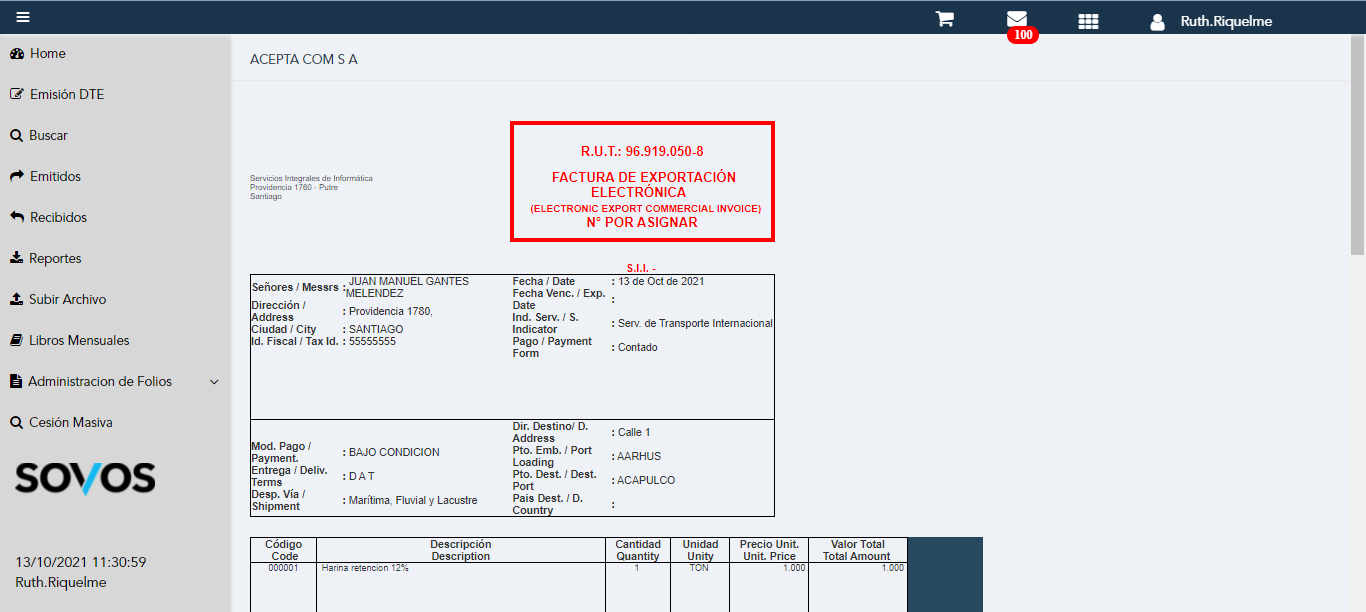 Ruth.Riquelme
100
Home
Emisión DTE
Buscar
Emitidos
Recibidos
Reportes
Subir Archivo
Libros Mensuales
Administracion de Folios
Cesión Masiva
SOVOS
13/10/2021 11:30:59
Ruth.Riquelme
ACEPTA COM S A
Servicios Integrales de Informática
Providencia 1760 - Putre
Santiago
R.U.T.: 96.919.050-8
FACTURA DE EXPORTACIÓN
ELECTRÓNICA
(ELECTRONIC EXPORT COMMERCIAL INVOICE)
N° POR ASIGNAR
S.I.I. -
Señores / Messrs : JUAN MANUEL GANTES
MELENDEZ
Dirección /
Address : Providencia 1780,
Ciudad / City : SANTIAGO
Id. Fiscal / Tax Id. : 55555555
Fecha / Date : 13 de Oct de 2021
Fecha Venc. / Exp.
Date :
Ind. Serv. / S.
Indicator : Serv. de Transporte Internacional
Pago / Payment
Form : Contado
Mod. Pago /
Payment. : BAJO CONDICION
Entrega / Deliv.
Terms : D A T
Desp. Vía /
Shipment : Marítima, Fluvial y Lacustre
Dir. Destino/ D.
Address : Calle 1
Pto. Emb. / Port
Loading : AARHUS
Pto. Dest. / Dest.
Port : ACAPULCO
Pais Dest. / D.
Country :
Código Descripción Cantidad Unidad Precio Unit. Valor Total
Code Description Quantity Unity Unit. Price Total Amount
000001 Harina retencion 12% 1 TON 1.000 1.000